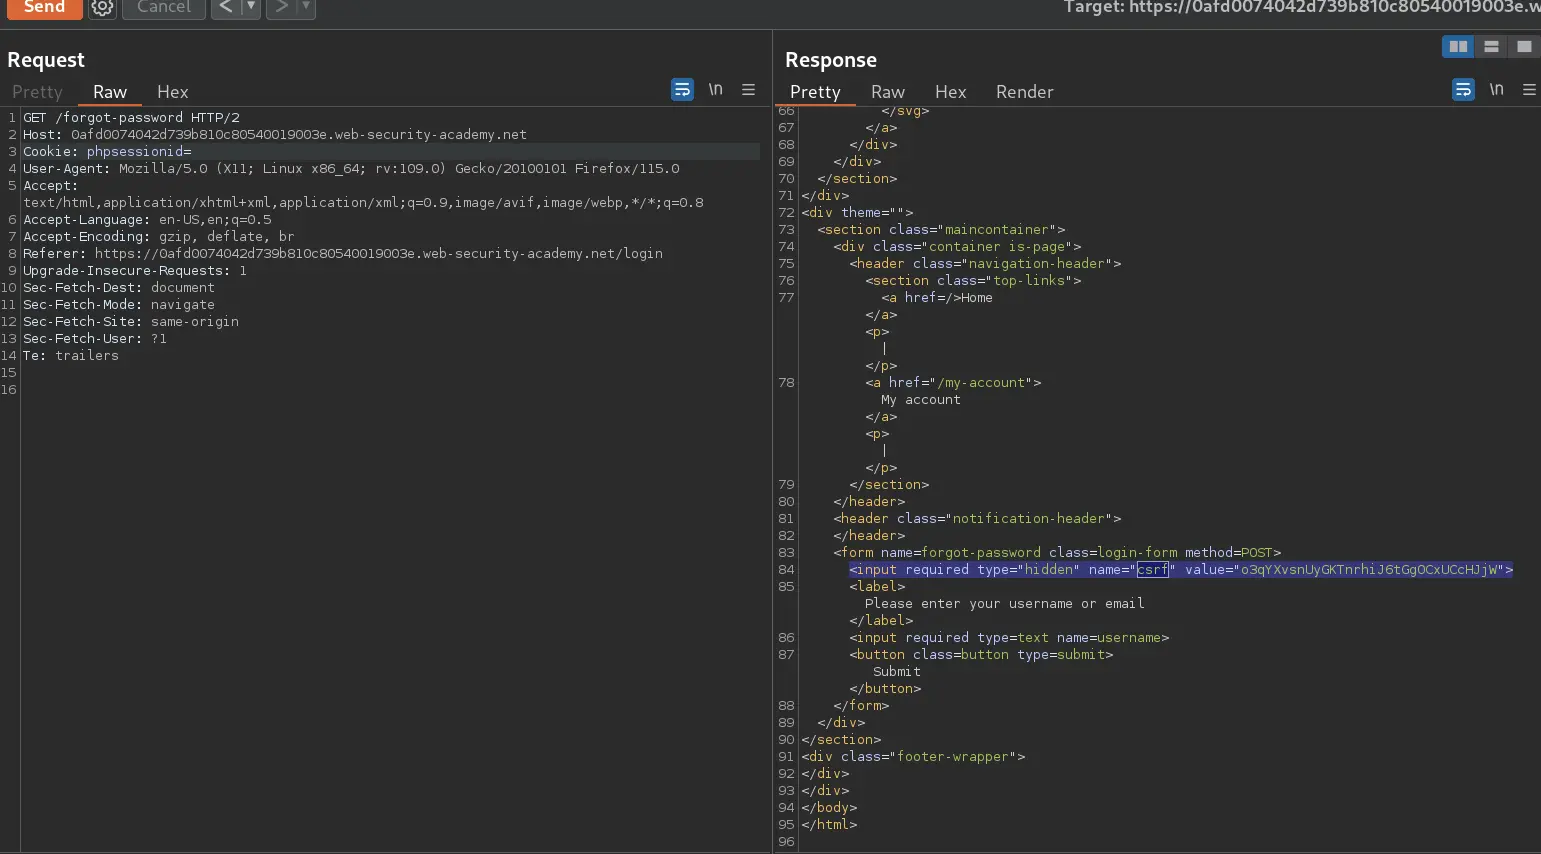 Send
Cancel
<
>
Target: https://0afd0074042d739b810c80540019003e.w
Request
Pretty Raw Hex
\n
1 GET /forgot-password HTTP/2
2 Host: 0afd0074042d739b810c80540019003e.web-security-academy.net
3 Cookie: phpsessionid=
4 User-Agent: Mozilla/5.0 (X11; Linux x86_64; rv:109.0) Gecko/20100101 Firefox/115.0
5 Accept:
text/html,application/xhtml+xml,application/xml;q=0.9,image/avif,image/webp,*/*;q=0.8
6 Accept-Language: en-US,en;q=0.5
7 Accept-Encoding: gzip, deflate, br
8 Referer: https://0afd0074042d739b810c80540019003e.web-security-academy.net/login
9 Upgrade-Insecure-Requests: 1
10 Sec-Fetch-Dest: document
11 Sec-Fetch-Mode: navigate
12 Sec-Fetch-Site: same-origin
13 Sec-Fetch-User: ?1
14 Te: trailers
15
16
Response
Pretty Raw Hex Render
\n
66 </svg>
67 </a>
68 </div>
69 </div>
70 </section>
71 </div>
72 <div theme="">
73 <section class="maincontainer">
74 <div class="container is-page">
75 <header class="navigation-header">
76 <section class="top-links">
77 <a href=/>Home
</a>
<p>
|
</p>
78 <a href="/my-account">
My account
</a>
<p>
|
</p>
79 </section>
80 </header>
81 <header class="notification-header">
82 </header>
83 <form name=forgot-password class=login-form method=POST>
84 <input required type="hidden" name="csrf" value="o3qYXvsnUyGKTnrhiJ6tGgOCxUCcHJjW">
85 <label>
Please enter your username or email
</label>
86 <input required type=text name=username>
87 <button class=button type=submit>
Submit
</button>
88 </form>
89 </div>
90 </section>
91 <div class="footer-wrapper">
92 </div>
93 </div>
94 </body>
95 </html>
96